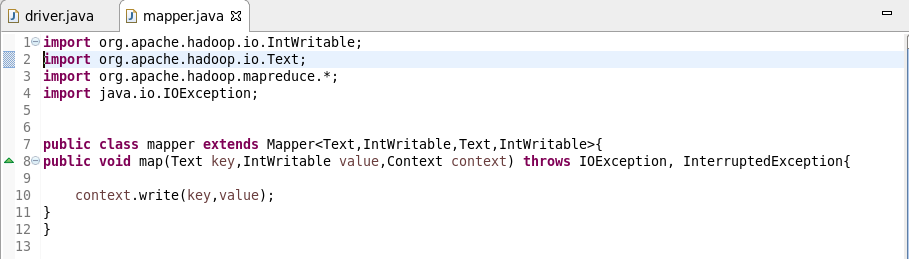 driver.java mapper.java
1 import org.apache.hadoop.io.IntWritable;
2 import org.apache.hadoop.io.Text;
3 import org.apache.hadoop.mapreduce.*;
4 import java.io.IOException;
5
6
7 public class mapper extends Mapper<Text,IntWritable,Text,IntWritable>{
8 public void map(Text key,IntWritable value,Context context) throws IOException, InterruptedException{
9
10     context.write(key,value);
11 }
12 }
13